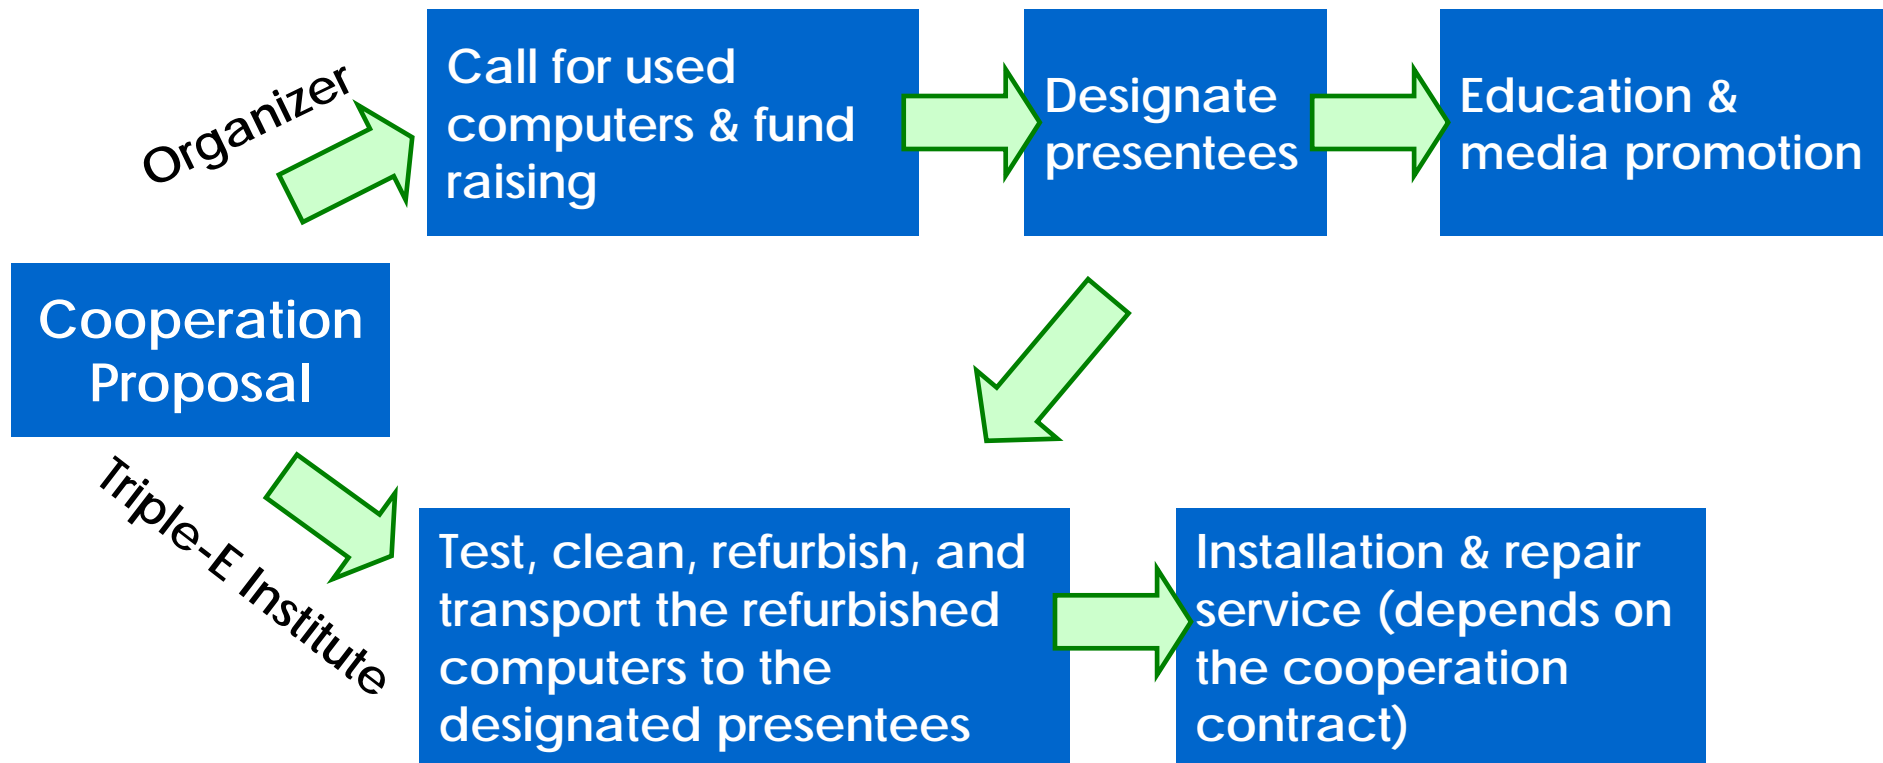 Organizer
Call for used
computers & fund
raising
Designate
presentees
Education &
media promotion
Cooperation
Proposal
Triple-E Institute
Test, clean, refurbish, and
transport the refurbished
computers to the
designated presentees
Installation & repair
service (depends on
the cooperation
contract)